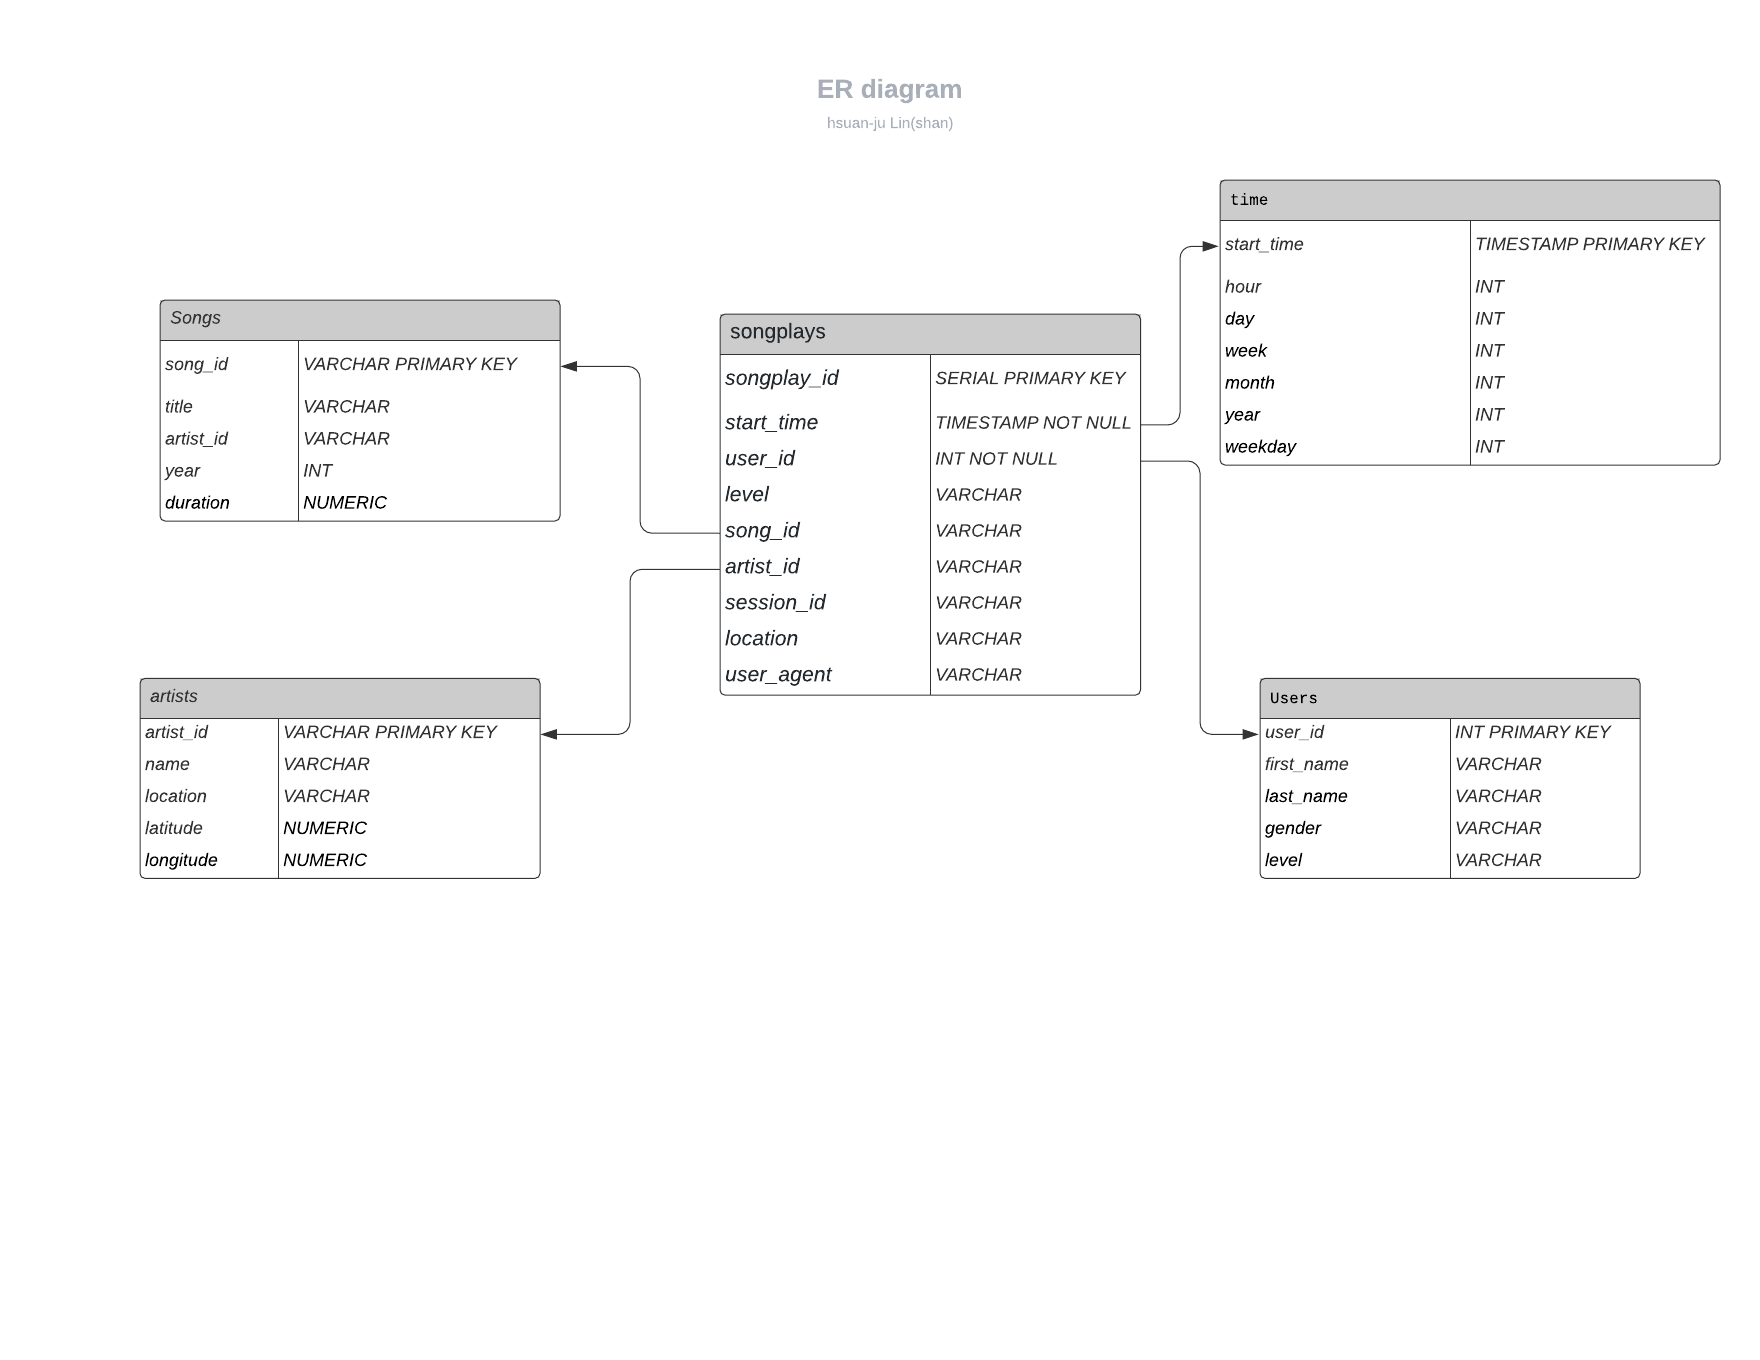 ER diagram
hsuan-ju Lin(shan)
time
start_time TIMESTAMP PRIMARY KEY
hour INT
day INT
week INT
month INT
year INT
weekday INT
Songs
song_id VARCHAR PRIMARY KEY
title VARCHAR
artist_id VARCHAR
year INT
duration NUMERIC
songplays
songplay_id SERIAL PRIMARY KEY
start_time TIMESTAMP NOT NULL
user_id INT NOT NULL
level VARCHAR
song_id VARCHAR
artist_id VARCHAR
session_id VARCHAR
location VARCHAR
user_agent VARCHAR
artists
artist_id VARCHAR PRIMARY KEY
name VARCHAR
location VARCHAR
latitude NUMERIC
longitude NUMERIC
Users
user_id INT PRIMARY KEY
first_name VARCHAR
last_name VARCHAR
gender VARCHAR
level VARCHAR